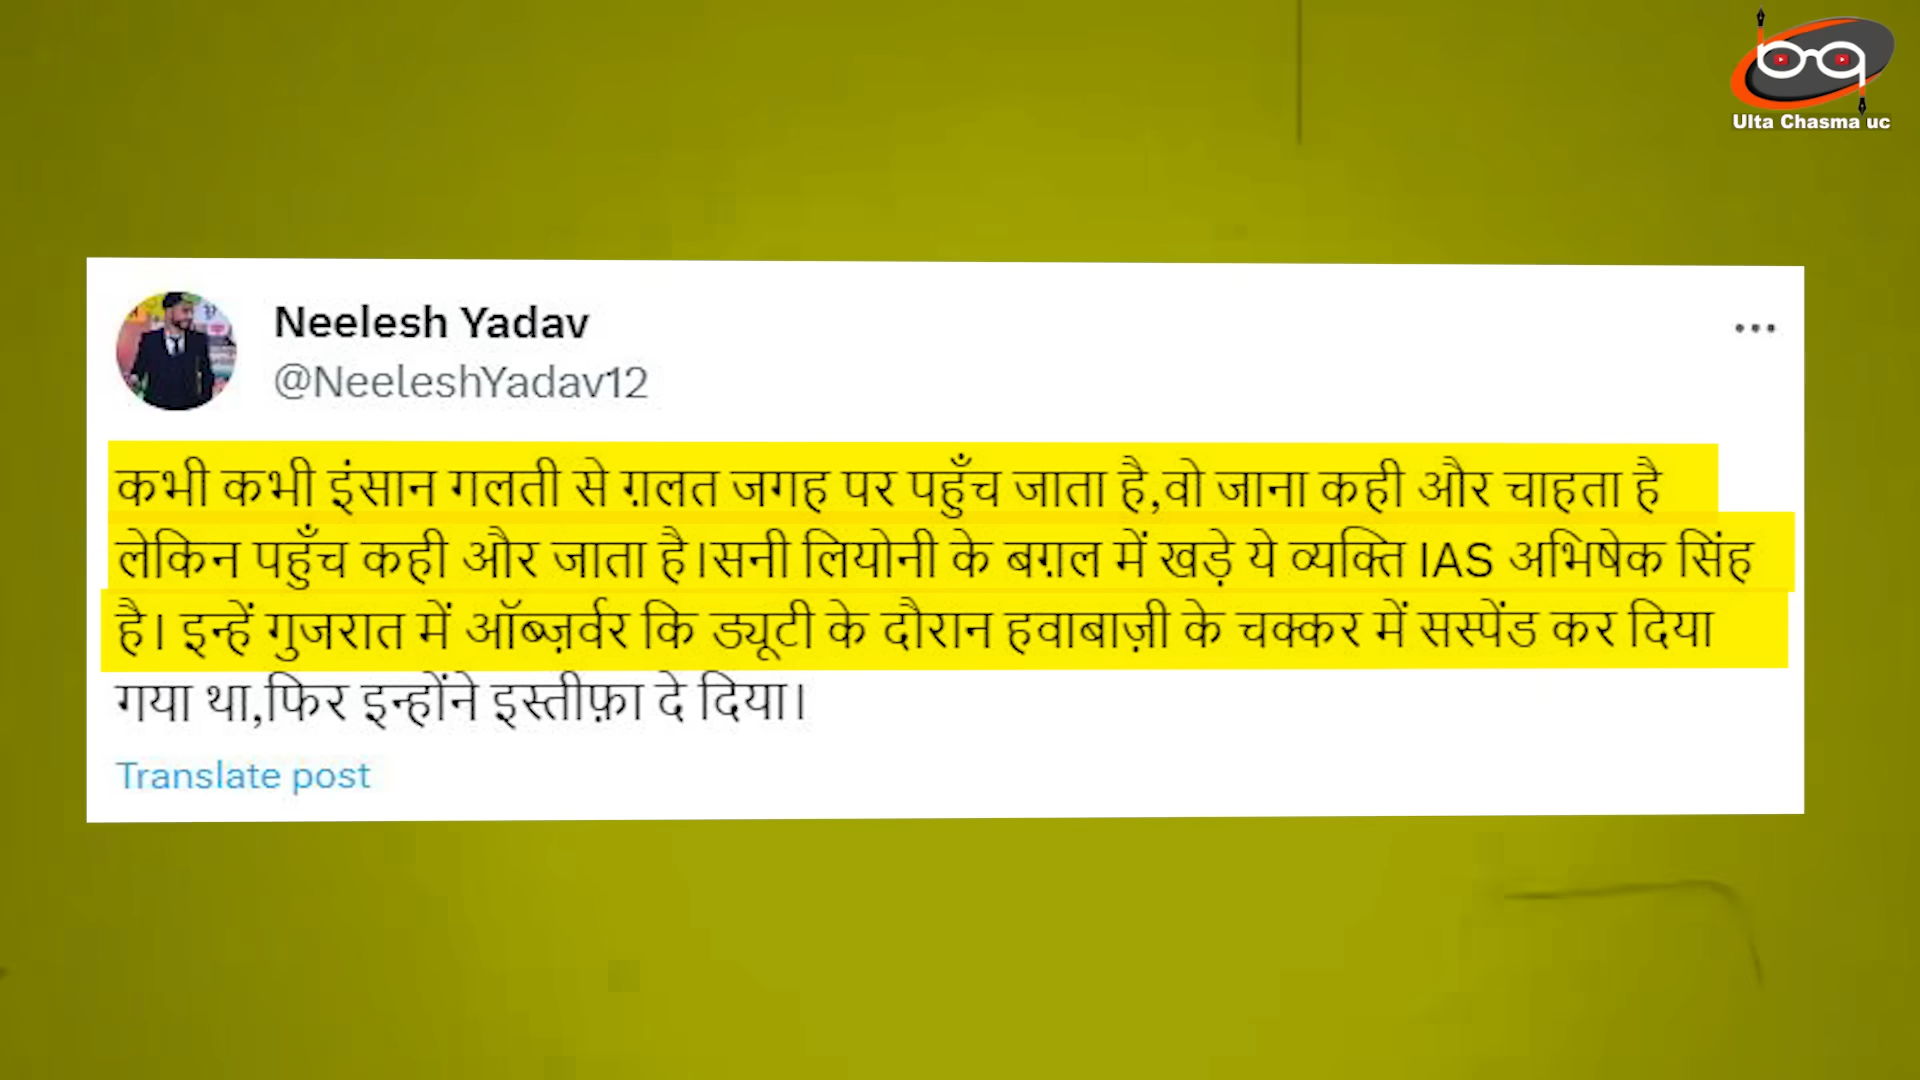 Ulta Chasma uc
Neelesh Yadav
@NeeleshYadav12
कभी कभी इंसान गलती से ग़लत जगह पर पहुँच जाता है,वो जाना कही और चाहता है
लेकिन पहुँच कही और जाता है।सनी लियोनी के बग़ल में खड़े ये व्यक्ति IAS अभिषेक सिंह
है। इन्हें गुजरात में ऑब्ज़र्वर कि ड्यूटी के दौरान हवाबाज़ी के चक्कर में सस्पेंड कर दिया
गया था,फिर इन्होंने इस्तीफ़ा दे दिया।
Translate post